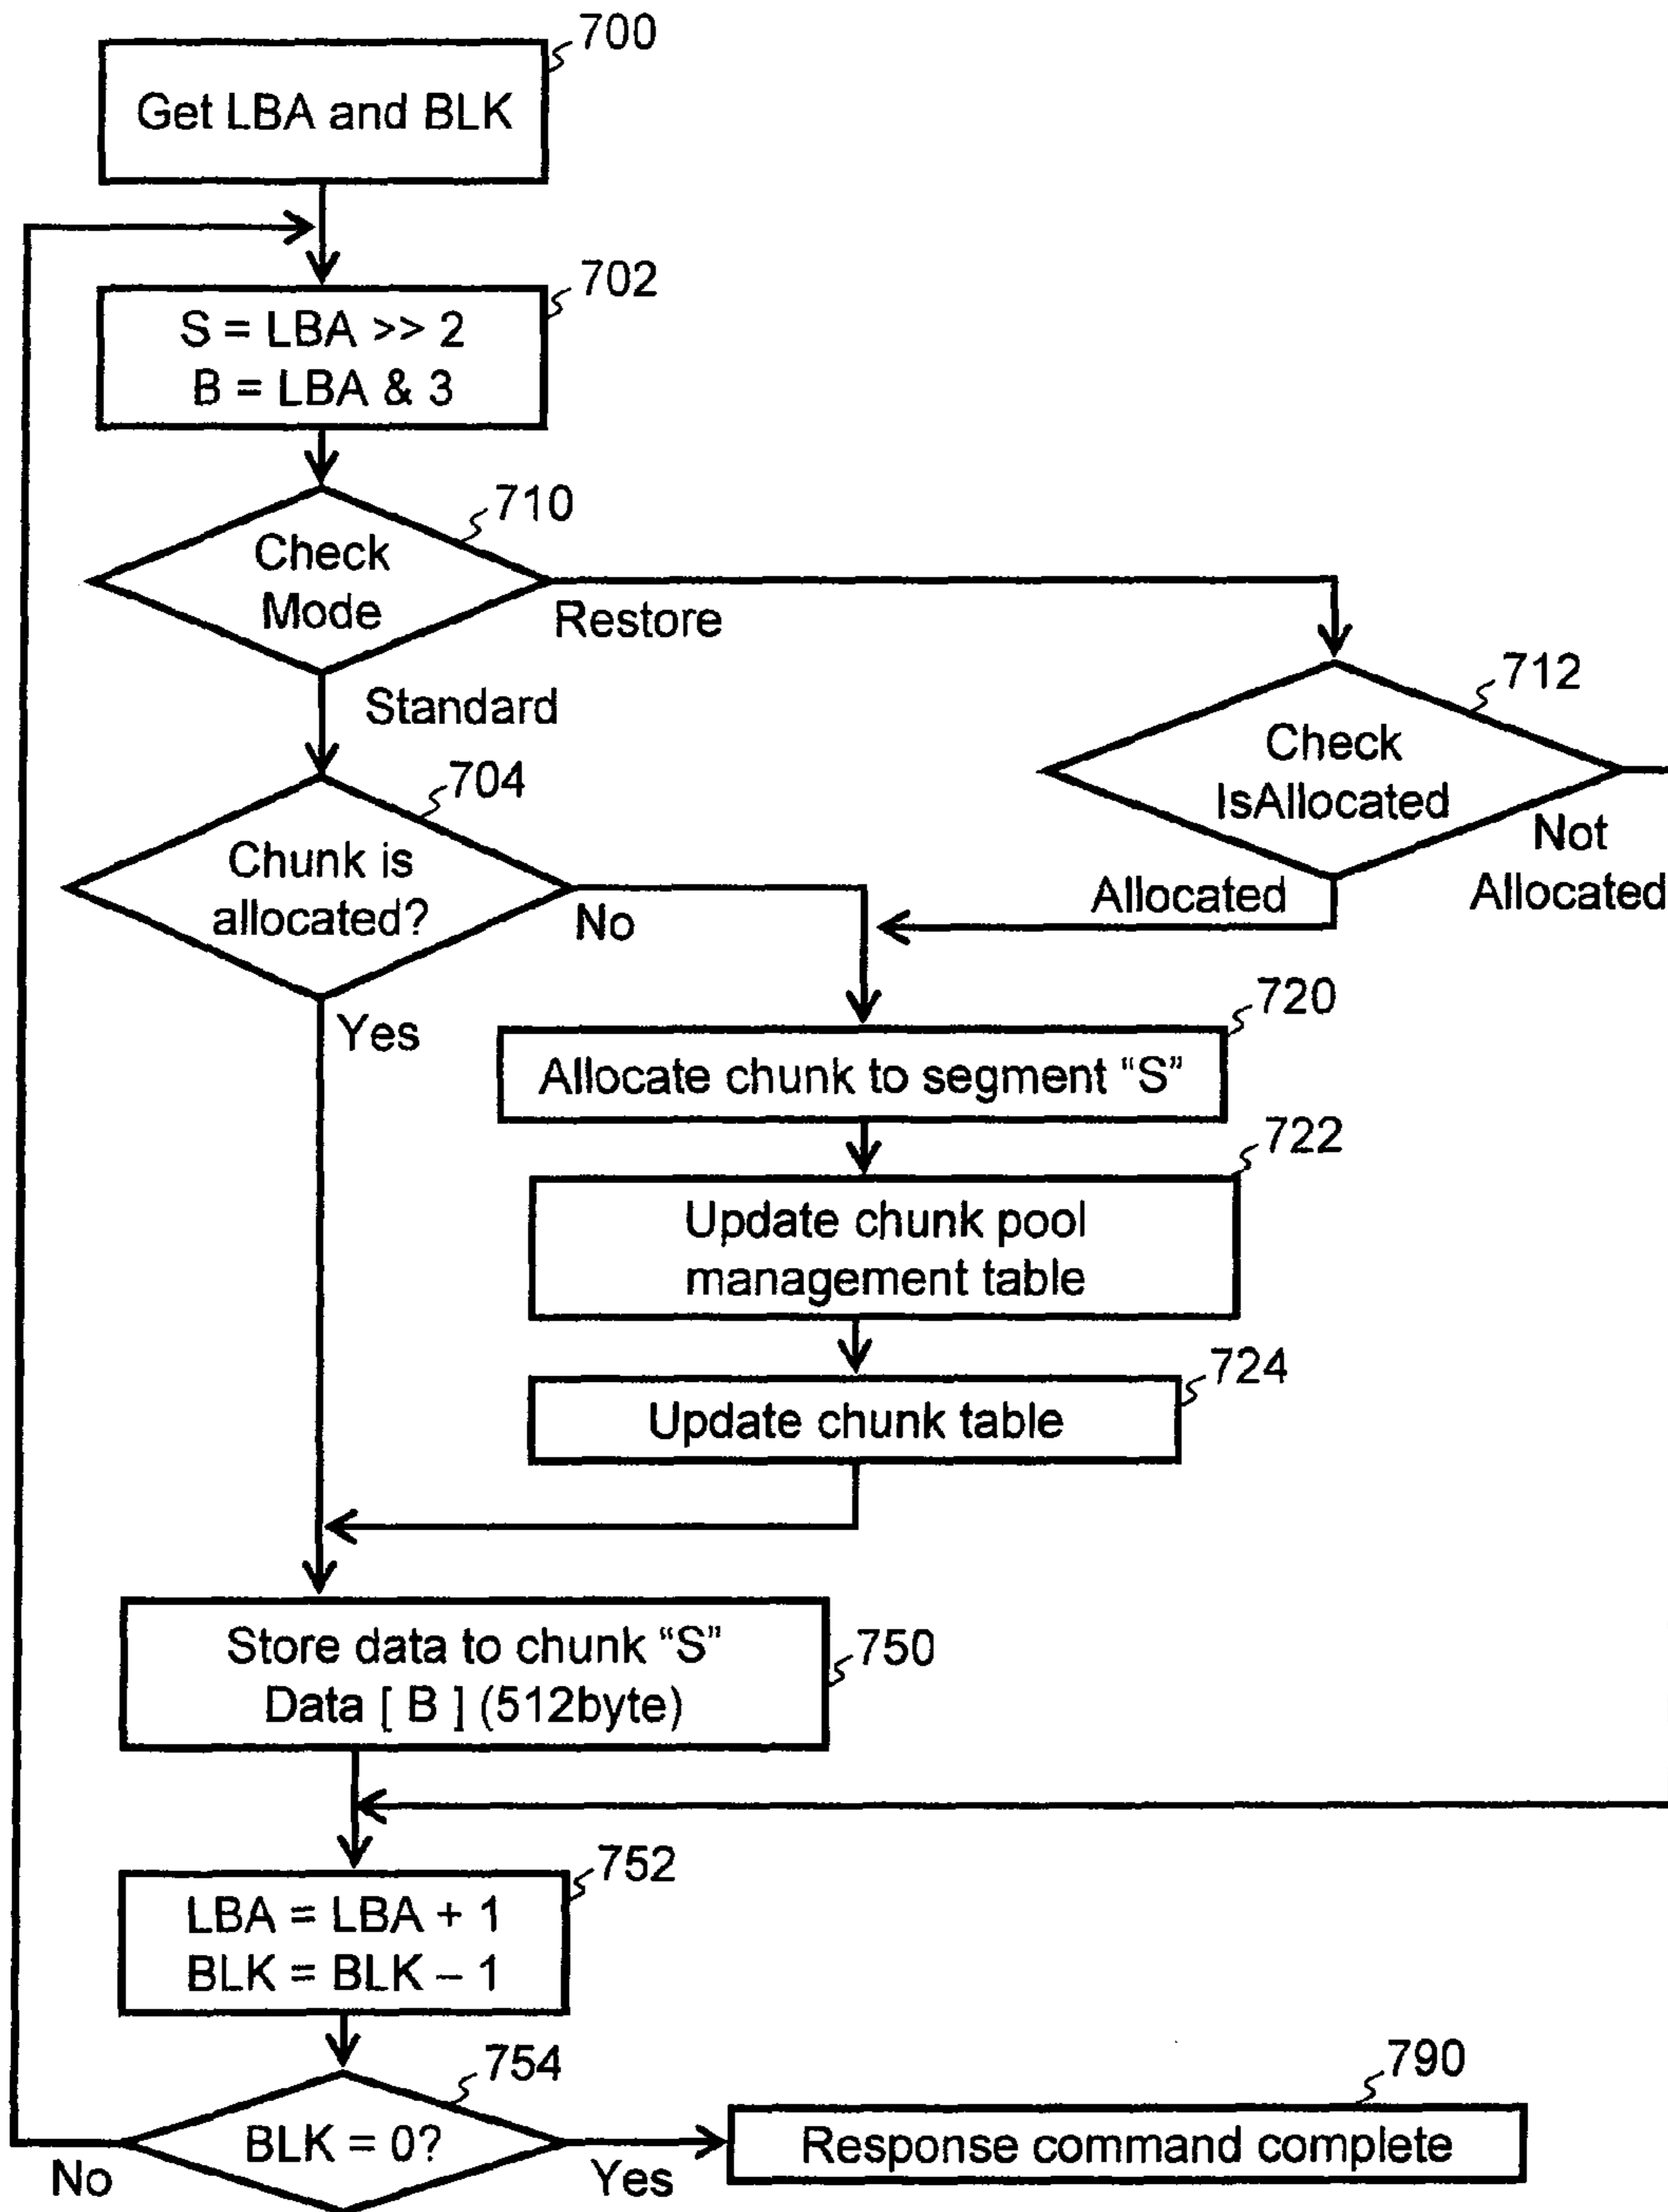 700
Get LBA and BLK
702
S = LBA >> 2
B = LBA & 3
710
Check
Mode
Restore
Standard
712
Check
IsAllocated
Not
Allocated
Allocated
704
Chunk is
allocated?
No
Yes
720
Allocate chunk to segment “S”
722
Update chunk pool
management table
724
Update chunk table
750
Store data to chunk “S”
Data [ B ] (512byte)
752
LBA = LBA + 1
BLK = BLK – 1
754
BLK = 0?
No
Yes
790
Response command complete